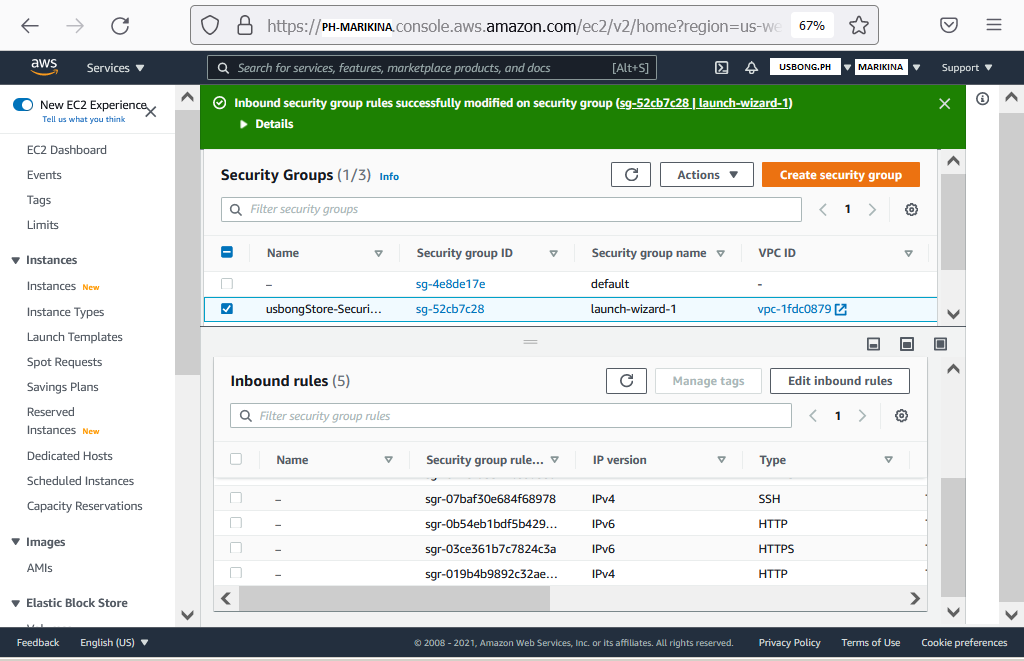 https://PH-MARIKINA.console.aws.amazon.com/ec2/v2/home?region=us-we
67%
aws
Services
Search for services, features, marketplace products, and docs
[Alt+S]
USBONG.PH
MARIKINA
Support
New EC2 Experience
Tell us what you think
EC2 Dashboard
Events
Tags
Limits
Instances
Instances New
Instance Types
Launch Templates
Spot Requests
Savings Plans
Reserved
Instances New
Dedicated Hosts
Scheduled Instances
Capacity Reservations
Images
AMIs
Elastic Block Store
Inbound security group rules successfully modified on security group (sg-52cb7c28 | launch-wizard-1)
Details
Security Groups (1/3) Info
Actions
Create security group
Filter security groups
1
Name Security group ID Security group name VPC ID
– sg-4e8de17e default -
usbongStore-Securi... sg-52cb7c28 launch-wizard-1 vpc-1fdc0879
Inbound rules (5)
Manage tags
Edit inbound rules
Filter security group rules
1
Name Security group rule... IP version Type
– sgr-07baf30e684f68978 IPv4 SSH
– sgr-0b54eb1bdf5b429... IPv6 HTTP
– sgr-03ce361b7c7824c3a IPv6 HTTPS
– sgr-019b4b9892c32ae... IPv4 HTTP
Feedback
English (US)
© 2008 - 2021, Amazon Web Services, Inc. or its affiliates. All rights reserved.
Privacy Policy
Terms of Use
Cookie preferences